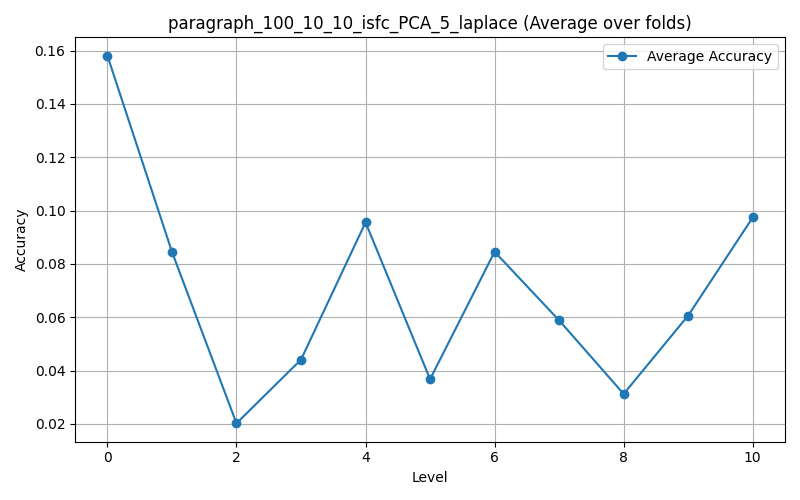 paragraph_100_10_10_isfc_PCA_5_laplace (Average over folds)
Average Accuracy
Accuracy
0.16
0.14
0.12
0.10
0.08
0.06
0.04
0.02
0 2 4 6 8 10
Level